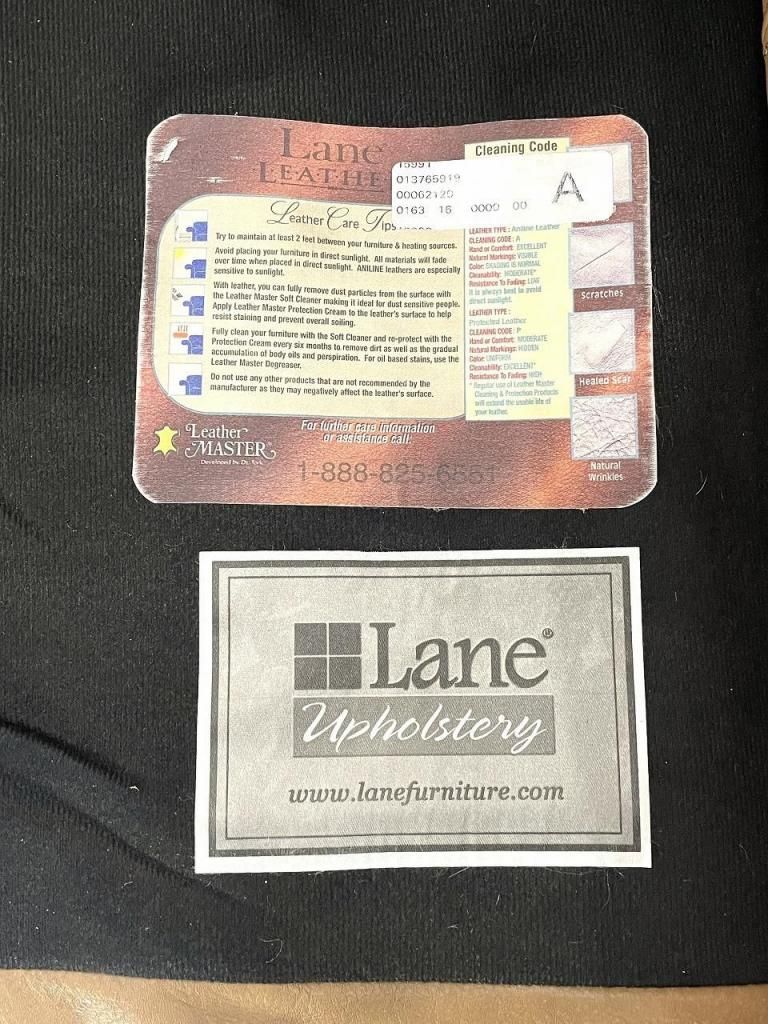 Lane
LEATHE
Cleaning Code
15991
013765919
00062120
0163 16 0000 00
A
Leather Care Tips
Try to maintain at least 2 feet between your furniture & heating sources.
Avoid placing your furniture in direct sunlight. All materials will fade
over time when placed in direct sunlight. ANILINE leathers are especially
sensitive to sunlight.
With leather, you can fully remove dust particles from the surface with
the Leather Master Soft Cleaner making it ideal for dust sensitive people.
Apply Leather Master Protection Cream to the leather's surface to help
resist staining and prevent overall soiling.
Fully clean your furniture with the Soft Cleaner and re-protect with the
Protection Cream every six months to remove dirt as well as the gradual
accumulation of body oils and perspiration. For oil based stains, use the
Leather Master Degreaser.
Do not use any other products that are not recommended by the
manufacturer as they may negatively affect the leather's surface.
LEATHER TYPE: Aniline Leather
CLEANING CODE: A
Hand or Comfort: EXCELLENT
Natural Markings: VISIBLE
Color: SHADING IS NORMAL
Cleanability: MODERATE*
Resistance To Fading: LOW
It is always best to avoid
direct sunlight.
LEATHER TYPE:
Protected Leather
CLEANING CODE: P
Hand or Comfort: MODERATE
Natural Markings: HIDDEN
Color: UNIFORM
Cleanability: EXCELLENT*
Resistance To Fading: HIGH
* Regular use of Leather Master
Cleaning & Protection Products
will extend the usable life of
your leather.
Scratches
Healed Scar
Natural
Wrinkles
Leather
MASTER™
Developed by Dr. Tork
For further care information
or assistance call:
1-888-825-6551
Lane®
Upholstery
www.lanefurniture.com